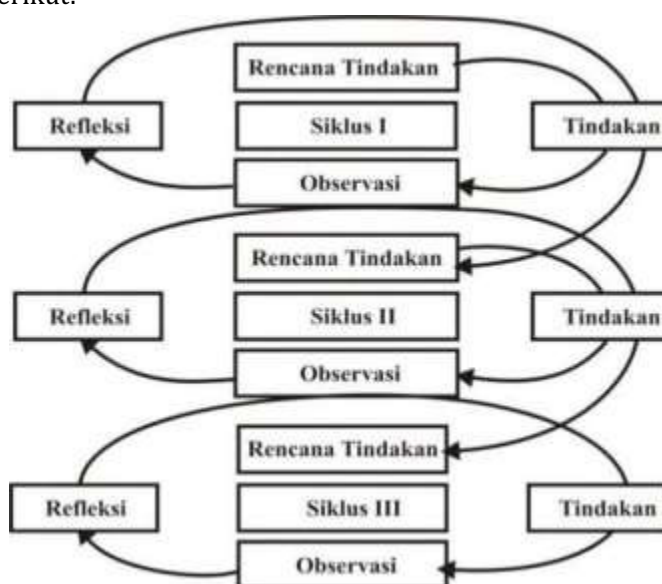 Rencana Tindakan
Refleksi
Siklus I
Tindakan
Observasi
Rencana Tindakan
Refleksi
Siklus II
Tindakan
Observasi
Rencana Tindakan
Refleksi
Siklus III
Tindakan
Observasi